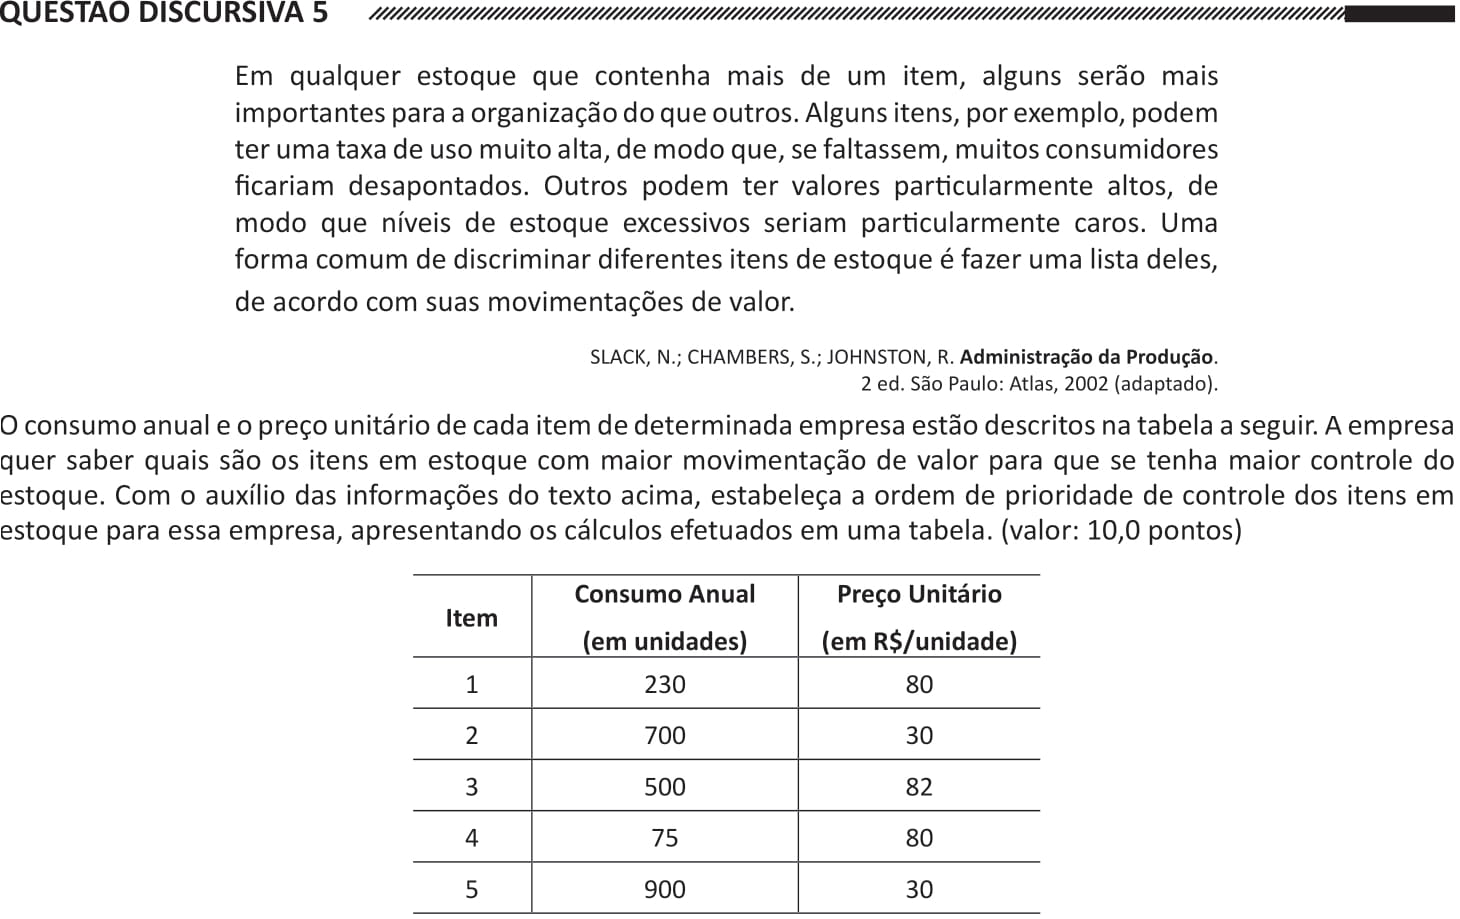 QUESTÃO DISCURSIVA 5
Em qualquer estoque que contenha mais de um item, alguns serão mais
importantes para a organização do que outros. Alguns itens, por exemplo, podem
ter uma taxa de uso muito alta, de modo que, se faltassem, muitos consumidores
ficariam desapontados. Outros podem ter valores particularmente altos, de
modo que níveis de estoque excessivos seriam particularmente caros. Uma
forma comum de discriminar diferentes itens de estoque é fazer uma lista deles,
de acordo com suas movimentações de valor.
SLACK, N.; CHAMBERS, S.; JOHNSTON, R. Administração da Produção.
2 ed. São Paulo: Atlas, 2002 (adaptado).
O consumo anual e o preço unitário de cada item de determinada empresa estão descritos na tabela a seguir. A empresa
quer saber quais são os itens em estoque com maior movimentação de valor para que se tenha maior controle do
estoque. Com o auxílio das informações do texto acima, estabeleça a ordem de prioridade de controle dos itens em
estoque para essa empresa, apresentando os cálculos efetuados em uma tabela. (valor: 10,0 pontos)
Item Consumo Anual (em unidades) Preço Unitário (em R$/unidade)
1 230 80
2 700 30
3 500 82
4 75 80
5 900 30